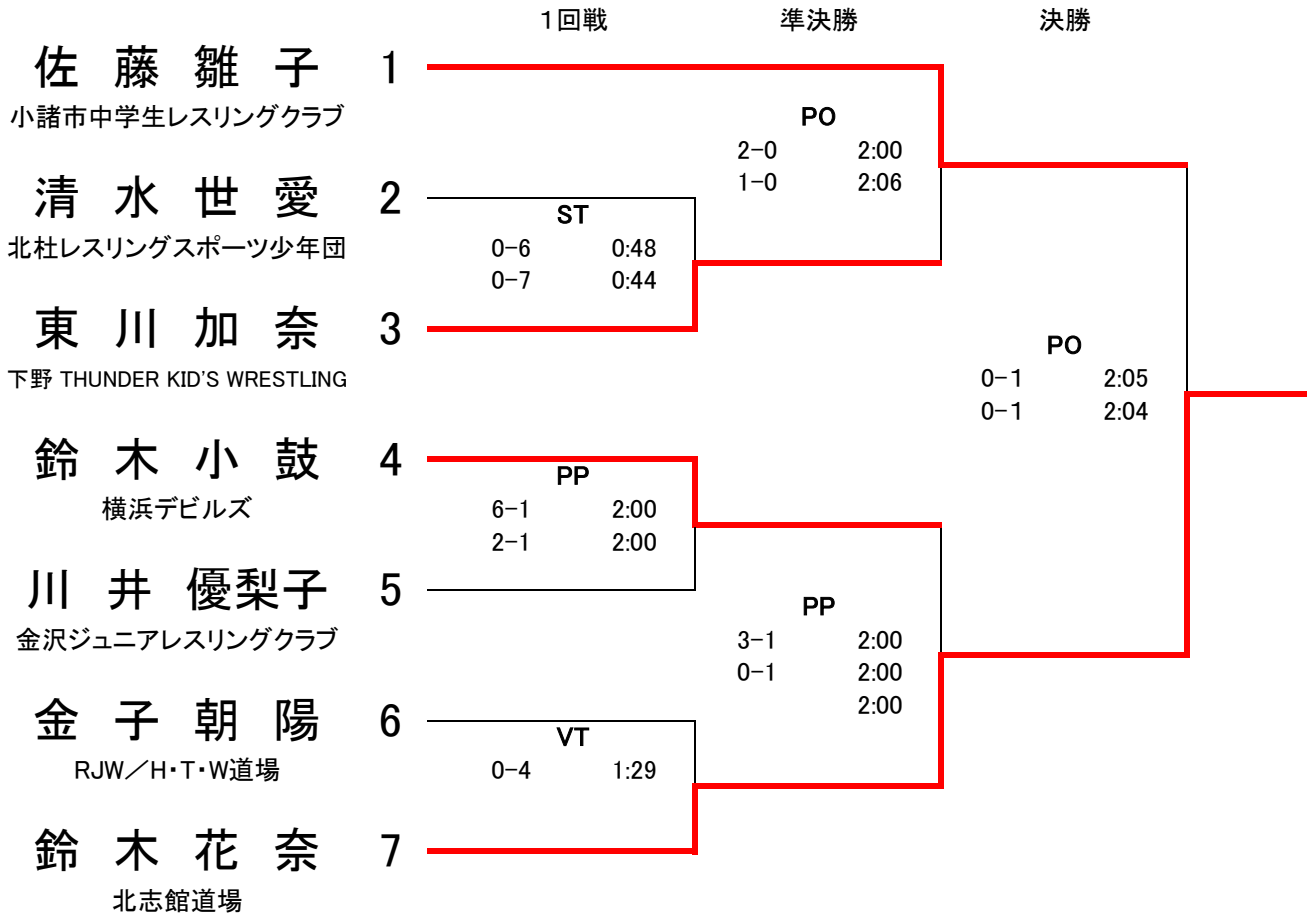 1回戦 準決勝 決勝
佐藤雛子 1
小諸市中学生レスリングクラブ
PO
2-0 2:00
1-0 2:06
清水世愛 2
北杜レスリングスポーツ少年団
ST
0-6 0:48
0-7 0:44
東川加奈 3
下野 THUNDER KID'S WRESTLING
PO
0-1 2:05
0-1 2:04
鈴木小鼓 4
横浜デビルズ
PP
6-1 2:00
2-1 2:00
川井優梨子 5
金沢ジュニアレスリングクラブ
PP
3-1 2:00
0-1 2:00
2:00
金子朝陽 6
RJW／H・T・W道場
VT
0-4 1:29
鈴木花奈 7
北志館道場